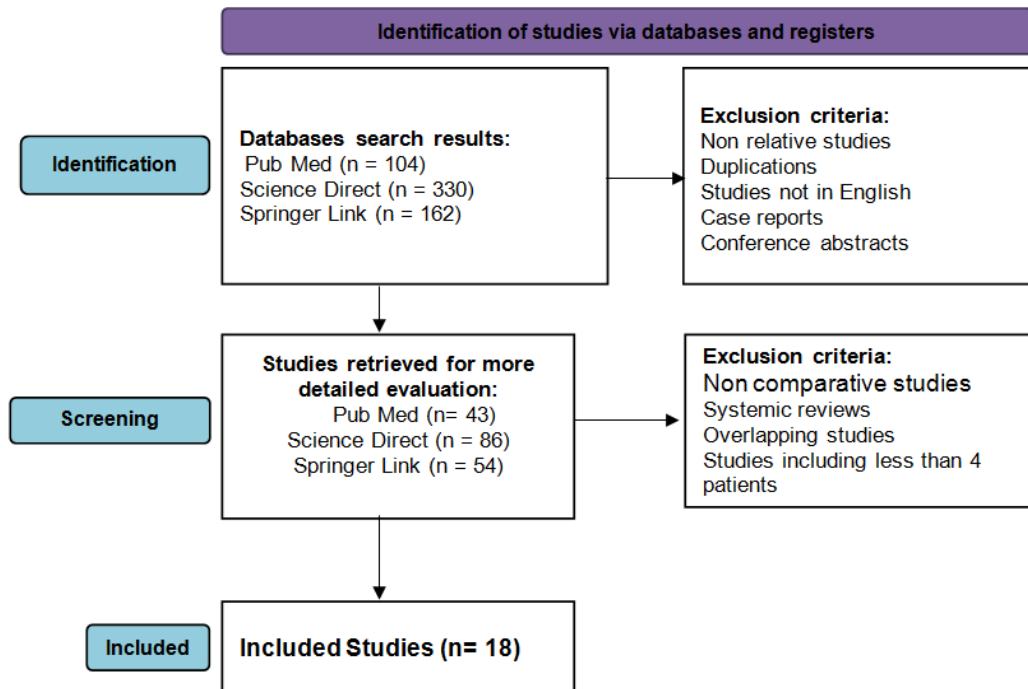 Identification of studies via databases and registers
Identification
Databases search results:
Pub Med (n = 104)
Science Direct (n = 330)
Springer Link (n = 162)
Exclusion criteria:
Non relative studies
Duplications
Studies not in English
Case reports
Conference abstracts
Screening
Studies retrieved for more
detailed evaluation:
Pub Med (n= 43)
Science Direct (n = 86)
Springer Link (n = 54)
Exclusion criteria:
Non comparative studies
Systemic reviews
Overlapping studies
Studies including less than 4
patients
Included
Included Studies (n= 18)